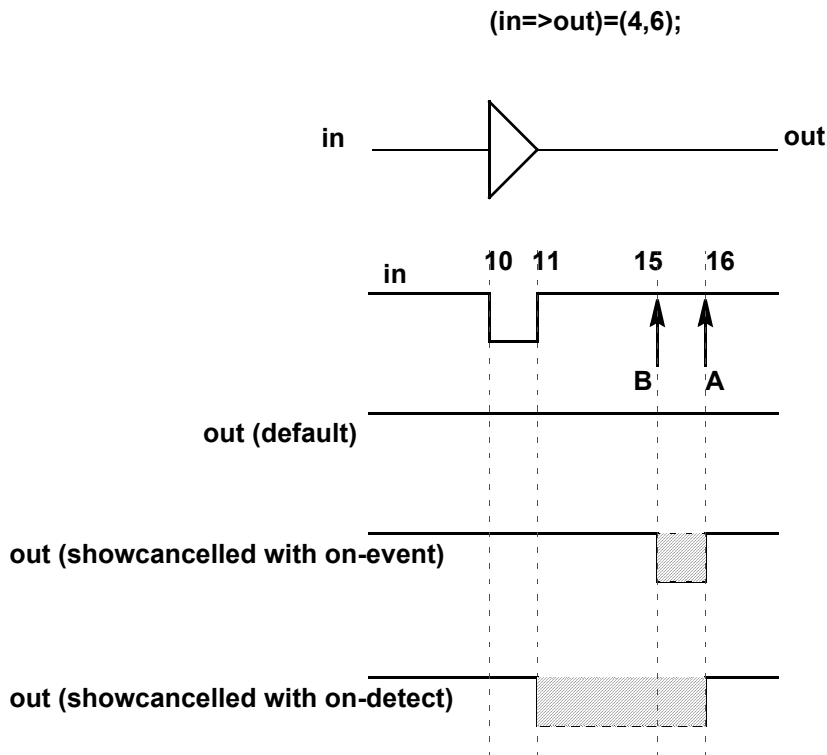 (in=>out)=(4,6);
in out
10 11 15 16
in
B A
out (default)
out (showcancelled with on-event)
out (showcancelled with on-detect)